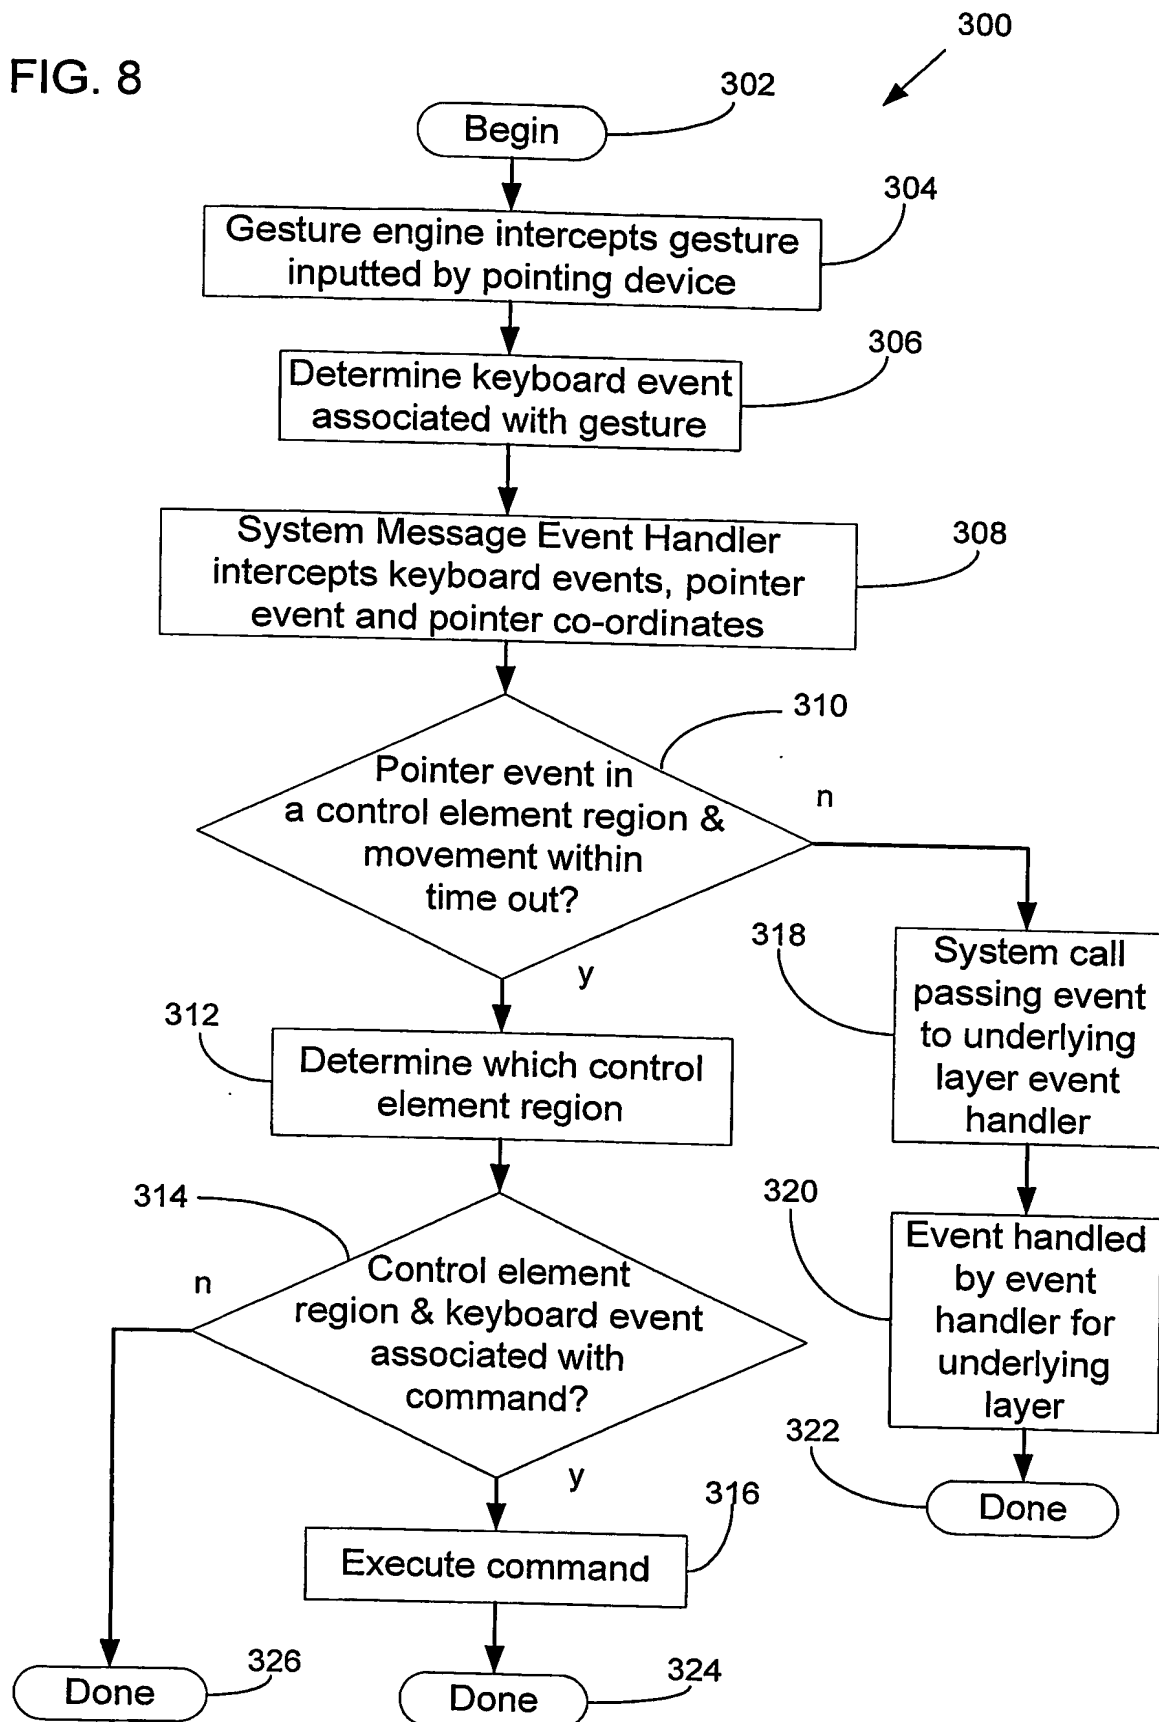 300
FIG. 8
302
Begin
304
Gesture engine intercepts gesture
inputted by pointing device
306
Determine keyboard event
associated with gesture
308
System Message Event Handler
intercepts keyboard events, pointer
event and pointer co-ordinates
310
Pointer event in
a control element region &
movement within
time out?
n
y
318
System call
passing event
to underlying
layer event
handler
312
Determine which control
element region
314
320
Event handled
by event
handler for
underlying
layer
n
Control element
region & keyboard event
associated with
command?
y
322
Done
316
Execute command
326
Done
324
Done